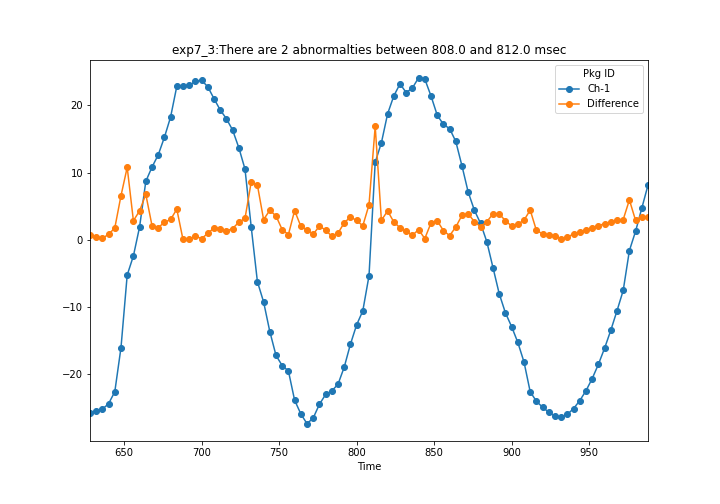 exp7_3:There are 2 abnormalties between 808.0 and 812.0 msec
Pkg ID
Ch-1
Difference
20
10
0
−10
−20
650 700 750 800 850 900 950
Time